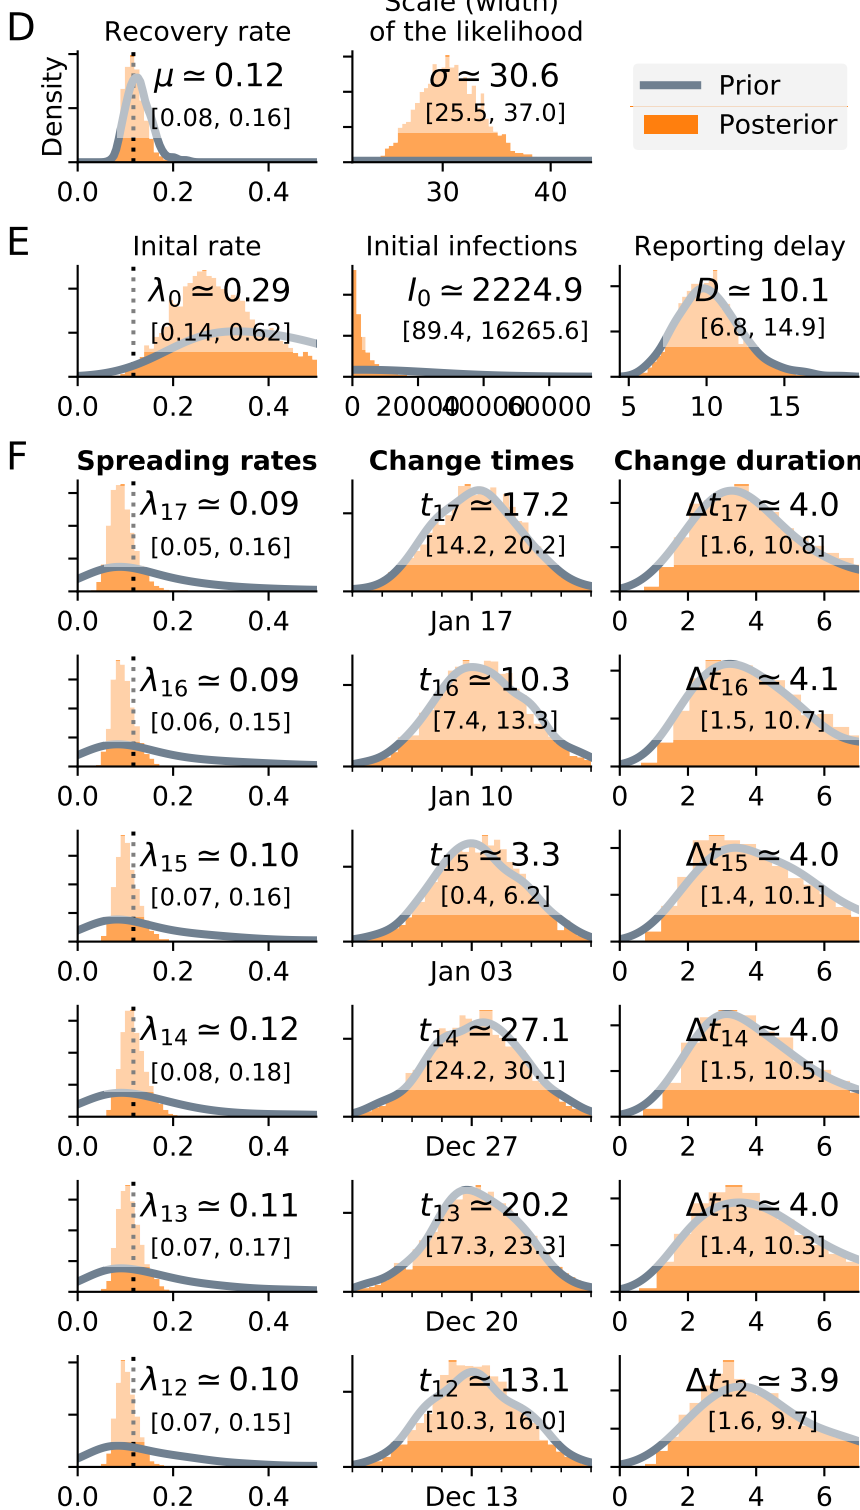 D
Recovery rate
Scale (width)
of the likelihood
Density
μ ≃ 0.12
[0.08, 0.16]
σ ≃ 30.6
[25.5, 37.0]
Prior
Posterior
0.0 0.2 0.4
30 40
E
Inital rate
Initial infections
Reporting delay
λ0 ≃ 0.29
[0.14, 0.62]
I0 ≃ 2224.9
[89.4, 16265.6]
D ≃ 10.1
[6.8, 14.9]
0.0 0.2 0.4
0 20000 40000 60000
5 10 15
F
Spreading rates
Change times
Change duration
λ17 ≃ 0.09
[0.05, 0.16]
t17 ≃ 17.2
[14.2, 20.2]
Δt17 ≃ 4.0
[1.6, 10.8]
0.0 0.2 0.4
Jan 17
0 2 4 6
λ16 ≃ 0.09
[0.06, 0.15]
t16 ≃ 10.3
[7.4, 13.3]
Δt16 ≃ 4.1
[1.5, 10.7]
0.0 0.2 0.4
Jan 10
0 2 4 6
λ15 ≃ 0.10
[0.07, 0.16]
t15 ≃ 3.3
[0.4, 6.2]
Δt15 ≃ 4.0
[1.4, 10.1]
0.0 0.2 0.4
Jan 03
0 2 4 6
λ14 ≃ 0.12
[0.08, 0.18]
t14 ≃ 27.1
[24.2, 30.1]
Δt14 ≃ 4.0
[1.5, 10.5]
0.0 0.2 0.4
Dec 27
0 2 4 6
λ13 ≃ 0.11
[0.07, 0.17]
t13 ≃ 20.2
[17.3, 23.3]
Δt13 ≃ 4.0
[1.4, 10.3]
0.0 0.2 0.4
Dec 20
0 2 4 6
λ12 ≃ 0.10
[0.07, 0.15]
t12 ≃ 13.1
[10.3, 16.0]
Δt12 ≃ 3.9
[1.6, 9.7]
0.0 0.2 0.4
Dec 13
0 2 4 6